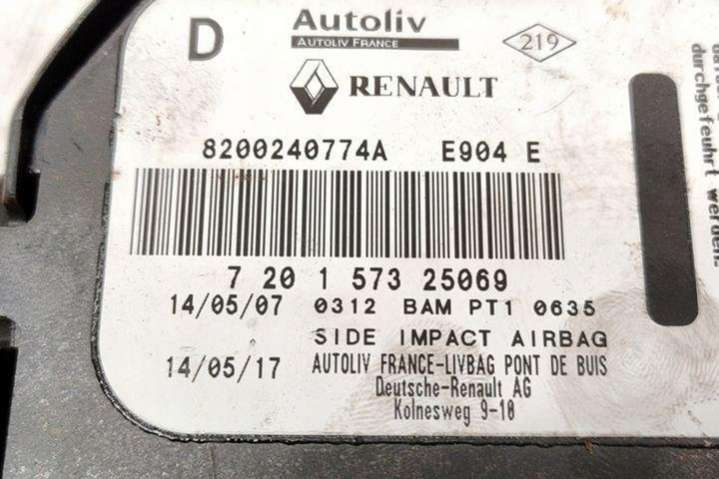 D
Autoliv
AUTOLIV FRANCE
219
RENAULT
8200240774A E904 E
7 20 1 573 25069
14/05/07 0312 BAM PT1 0635
SIDE IMPACT AIRBAG
14/05/17 AUTOLIV FRANCE-LIVBAG PONT DE BUIS
Deutsche-Renault AG
Kolnesweg 9-10
durchgefeuhrt werden.